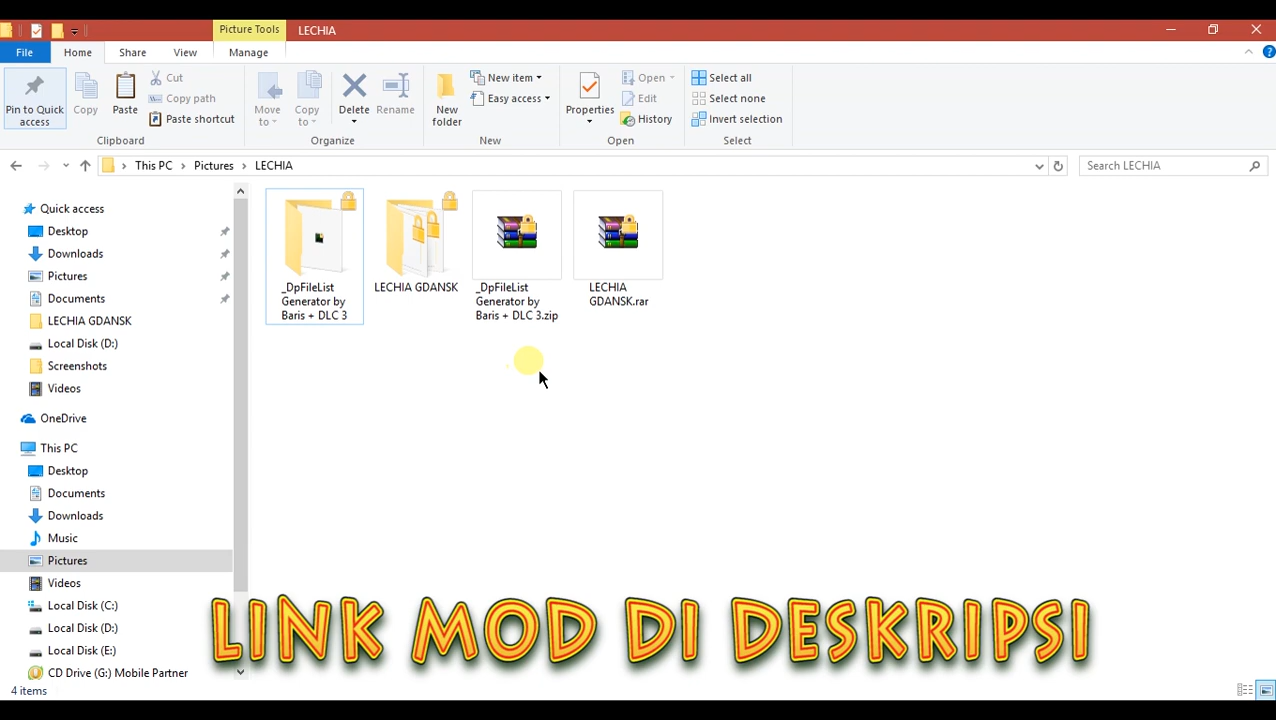 Picture Tools
LECHIA
File
Home
Share
View
Manage
Pin to Quick
access
Copy
Paste
Cut
Copy path
Paste shortcut
Clipboard
Move
to
Copy
to
Delete
Rename
Organize
New
folder
New item
Easy access
New
Properties
Open
Edit
History
Open
Select all
Select none
Invert selection
Select
This PC
Pictures
LECHIA
Search LECHIA
Quick access
Desktop
Downloads
Pictures
Documents
LECHIA GDANSK
Local Disk (D:)
Screenshots
Videos
OneDrive
This PC
Desktop
Documents
Downloads
Music
Pictures
Videos
Local Disk (C:)
Local Disk (D:)
Local Disk (E:)
CD Drive (G:) Mobile Partner
_DpFileList
Generator by
Baris + DLC 3
LECHIA GDANSK
_DpFileList
Generator by
Baris + DLC 3.zip
LECHIA
GDANSK.rar
LINK MOD DI DESKRIPSI
4 items